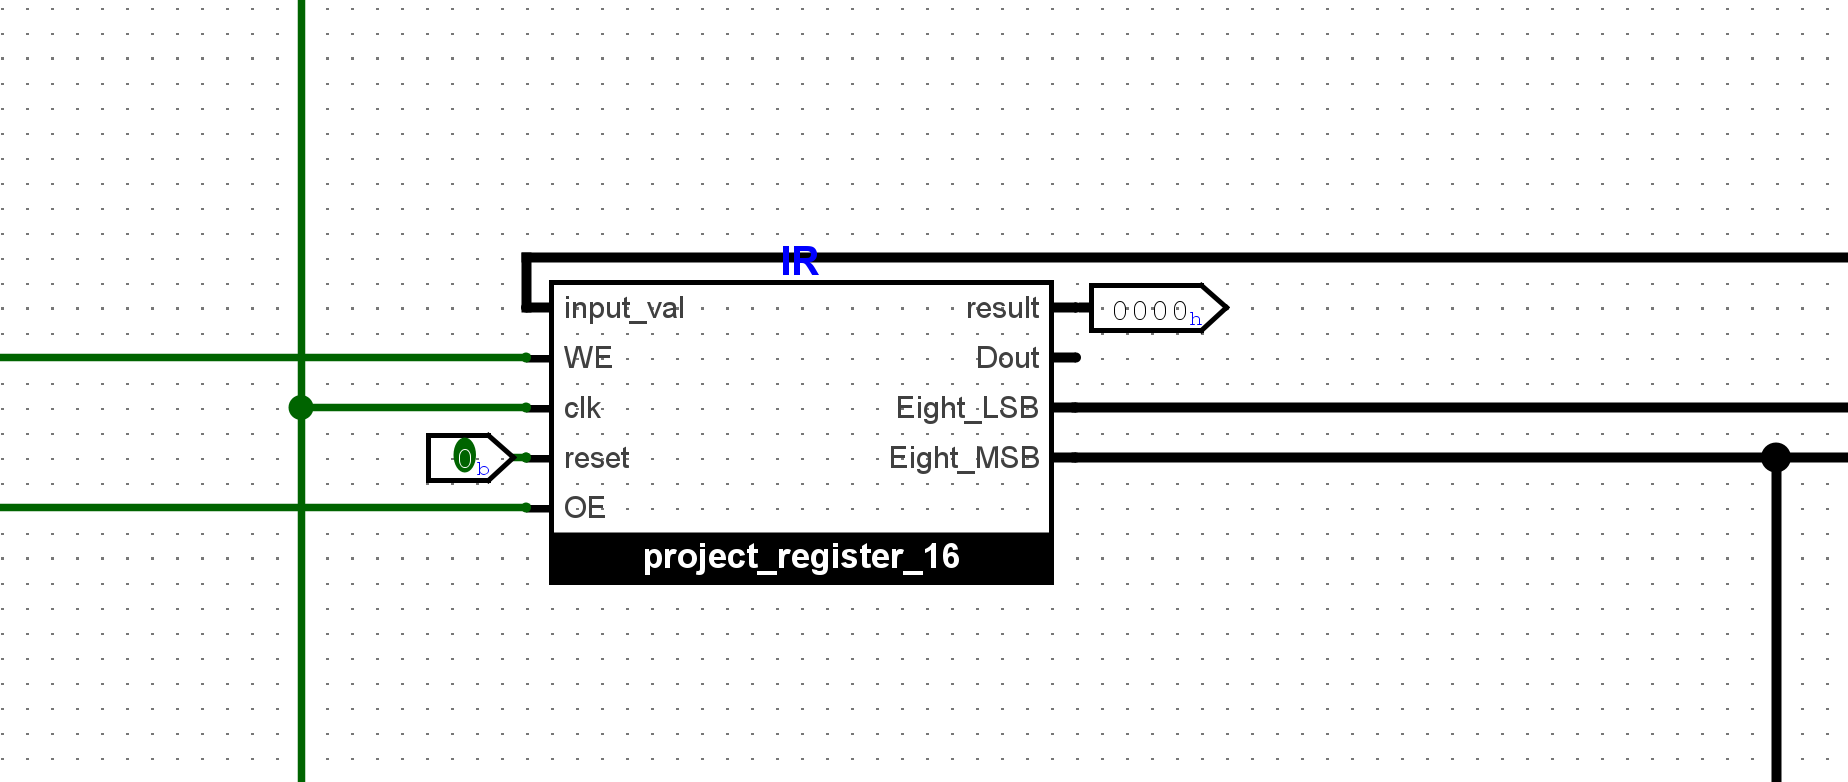 IR
input_val result
0000h
WE Dout
clk Eight_LSB
0b
reset Eight_MSB
OE
project_register_16